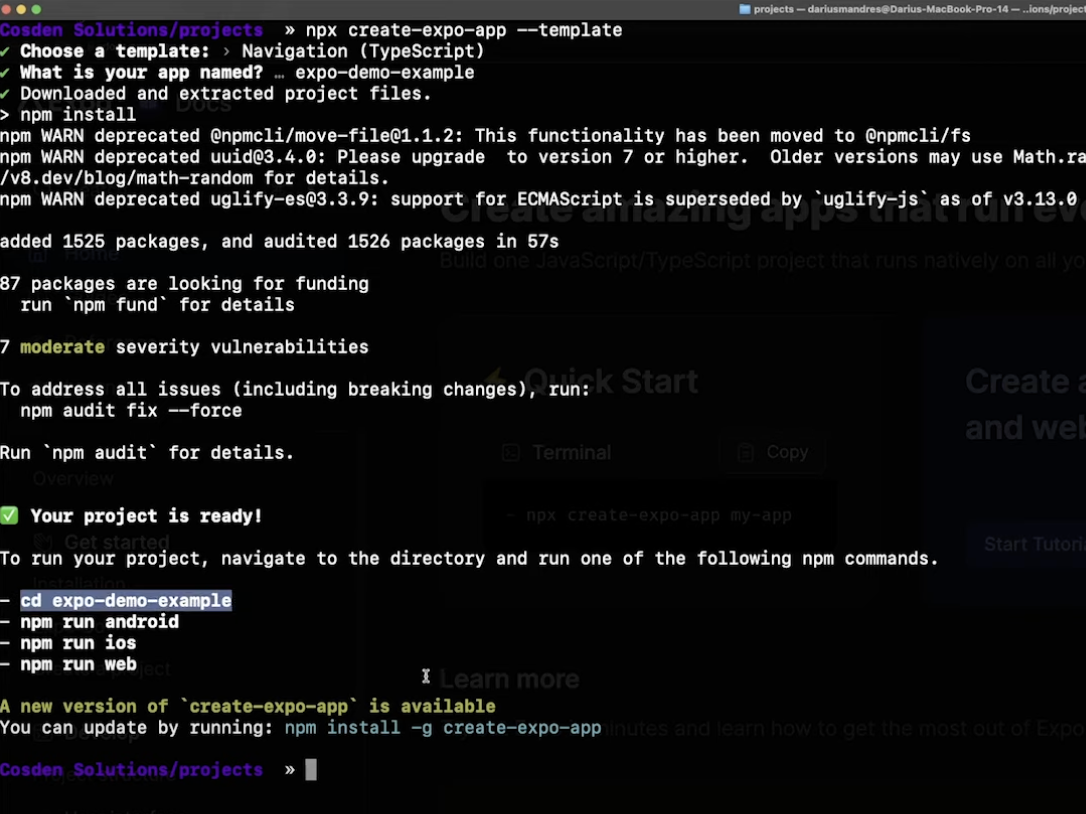 projects — dariusmandres@Darius-MacBook-Pro-14 — ..ions/project
Cosden Solutions/projects » npx create-expo-app --template
✔ Choose a template: › Navigation (TypeScript)
✔ What is your app named? … expo-demo-example
✔ Downloaded and extracted project files.
> npm install
npm WARN deprecated @npmcli/move-file@1.1.2: This functionality has been moved to @npmcli/fs
npm WARN deprecated uuid@3.4.0: Please upgrade  to version 7 or higher.  Older versions may use Math.ra
/v8.dev/blog/math-random for details.
npm WARN deprecated uglify-es@3.3.9: support for ECMAScript is superseded by `uglify-js` as of v3.13.0
added 1525 packages, and audited 1526 packages in 57s
87 packages are looking for funding
run `npm fund` for details
7 moderate severity vulnerabilities
To address all issues (including breaking changes), run:
npm audit fix --force
Run `npm audit` for details.
✅ Your project is ready!
To run your project, navigate to the directory and run one of the following npm commands.
- cd expo-demo-example
- npm run android
- npm run ios
- npm run web
A new version of `create-expo-app` is available
You can update by running: npm install -g create-expo-app
Cosden Solutions/projects »
Docs
Home
Create amazing apps that run eve
Build one JavaScript/TypeScript project that runs natively on all yo
Quick Start
Terminal
Copy
- npx create-expo-app my-app
Create a
and web
Start Tutori
Overview
Get started
Installation
Learn more
inutes and learn how to get the most out of Expo
Develop